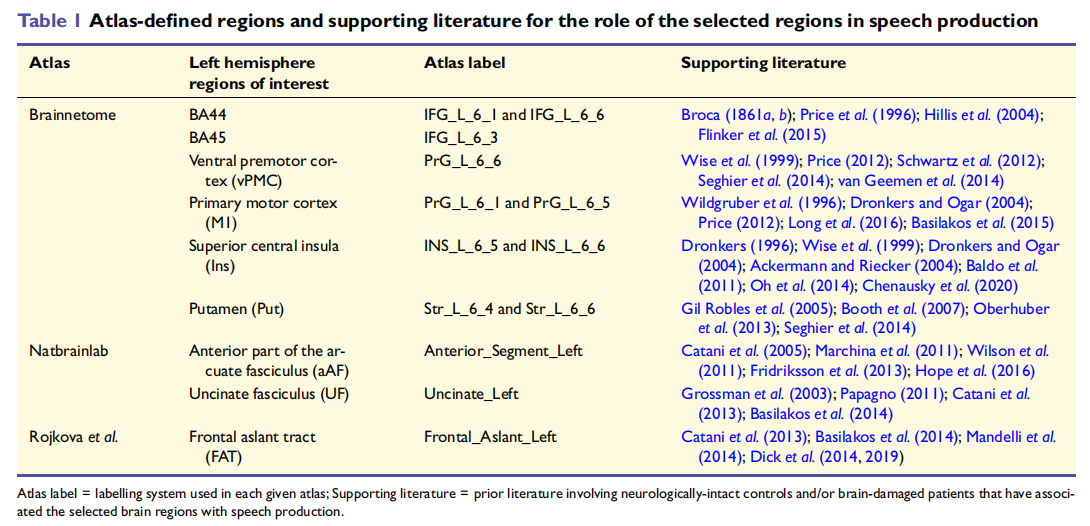 Table 1 Atlas-defined regions and supporting literature for the role of the selected regions in speech production
Atlas Left hemisphere regions of interest Atlas label Supporting literature
Brainnetome BA44 IFG_L_6_1 and IFG_L_6_6 Broca (1861a, b); Price et al. (1996); Hillis et al. (2004);
BA45 IFG_L_6_3 Flinker et al. (2015)
Ventral premotor cor- PrG_L_6_6 Wise et al. (1999); Price (2012); Schwartz et al. (2012);
tex (vPMC) Seghier et al. (2014); van Geemen et al. (2014)
Primary motor cortex PrG_L_6_1 and PrG_L_6_5 Wildgruber et al. (1996); Dronkers and Ogar (2004);
(M1) Price (2012); Long et al. (2016); Basilakos et al. (2015)
Superior central insula INS_L_6_5 and INS_L_6_6 Dronkers (1996); Wise et al. (1999); Dronkers and Ogar
(Ins) (2004); Ackermann and Riecker (2004); Baldo et al.
(2011); Oh et al. (2014); Chenausky et al. (2020)
Putamen (Put) Str_L_6_4 and Str_L_6_6 Gil Robles et al. (2005); Booth et al. (2007); Oberhuber
et al. (2013); Seghier et al. (2014)
Natbrainlab Anterior part of the ar- Anterior_Segment_Left Catani et al. (2005); Marchina et al. (2011); Wilson et al.
cuate fasciculus (aAF) (2011); Fridriksson et al. (2013); Hope et al. (2016)
Uncinate fasciculus (UF) Uncinate_Left Grossman et al. (2003); Papagno (2011); Catani et al.
(2013); Basilakos et al. (2014)
Rojkova et al. Frontal aslant tract Frontal_Aslant_Left Catani et al. (2013); Basilakos et al. (2014); Mandelli et al.
(FAT) (2014); Dick et al. (2014, 2019)
Atlas label = labelling system used in each given atlas; Supporting literature = prior literature involving neurologically-intact controls and/or brain-damaged patients that have associ-
ated the selected brain regions with speech production.